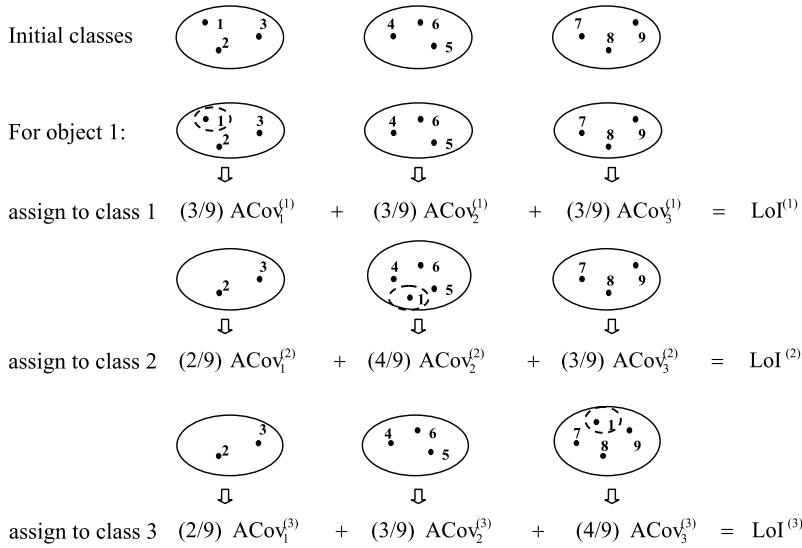 Initial classes 1 2 3 4 6 5 7 8 9
For object 1: 1 2 3 4 6 5 7 8 9
assign to class 1 (3/9) ACov₁⁽¹⁾ + (3/9) ACov₂⁽¹⁾ + (3/9) ACov₃⁽¹⁾ = LoI⁽¹⁾
2 3 4 6 5 1 7 8 9
assign to class 2 (2/9) ACov₁⁽²⁾ + (4/9) ACov₂⁽²⁾ + (3/9) ACov₃⁽²⁾ = LoI⁽²⁾
2 3 4 6 5 7 1 8 9
assign to class 3 (2/9) ACov₁⁽³⁾ + (3/9) ACov₂⁽³⁾ + (4/9) ACov₃⁽³⁾ = LoI⁽³⁾